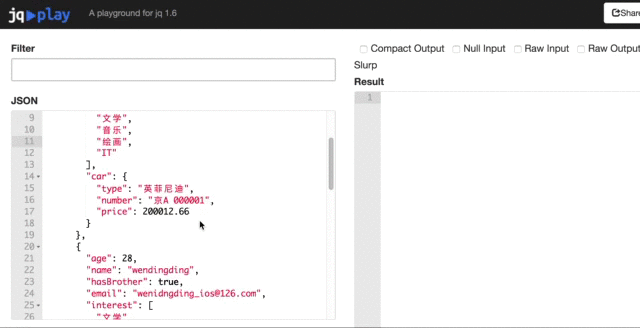 jq play A playground for jq 1.6 Share
Filter
Compact Output Null Input Raw Input Raw Output
Slurp
Result
1
JSON
9 "文学",
10 "音乐",
11 "绘画",
12 "IT"
13 ],
14 "car": {
15 "type": "英菲尼迪",
16 "number": "京A 000001",
17 "price": 200012.66
18 }
19 },
20 {
21 "age": 28,
22 "name": "wendingding",
23 "hasBrother": true,
24 "email": "wenidngding_ios@126.com",
25 "interest": [
26 "文学